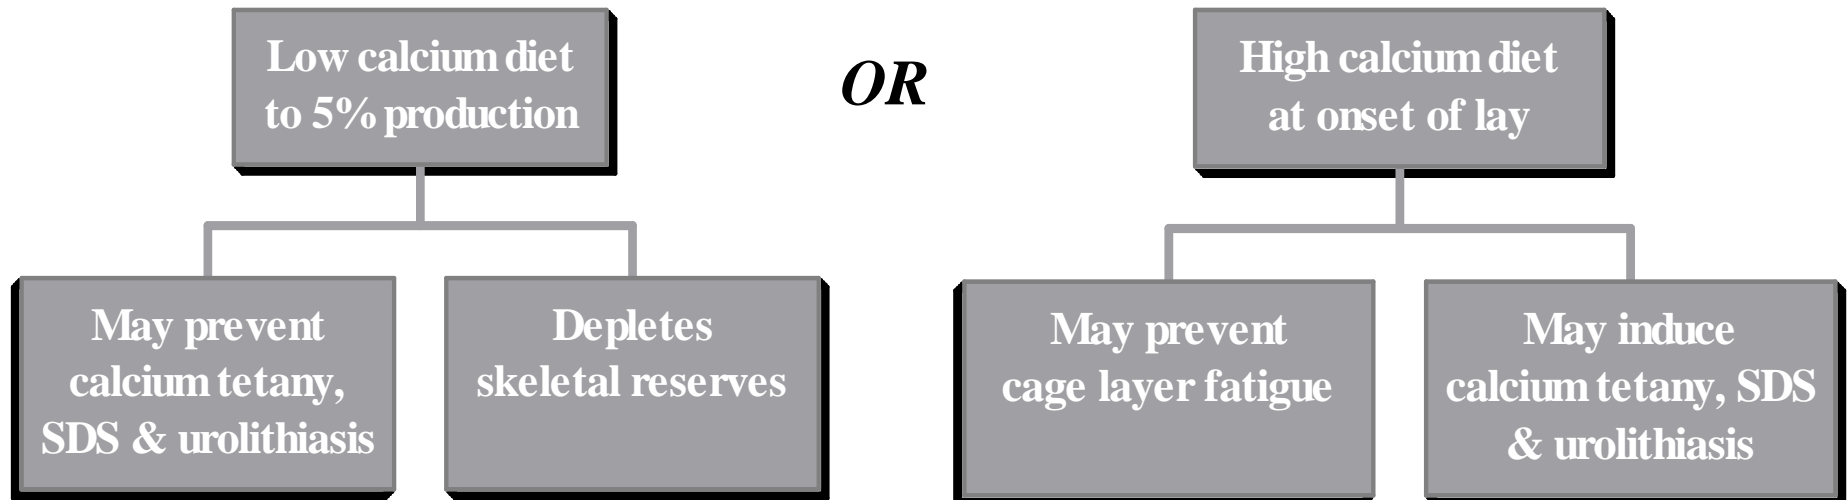 Low calcium diet
to 5% production
OR
High calcium diet
at onset of lay
May prevent
calcium tetany,
SDS & urolithiasis
Depletes
skeletal reserves
May prevent
cage layer fatigue
May induce
calcium tetany, SDS
& urolithiasis